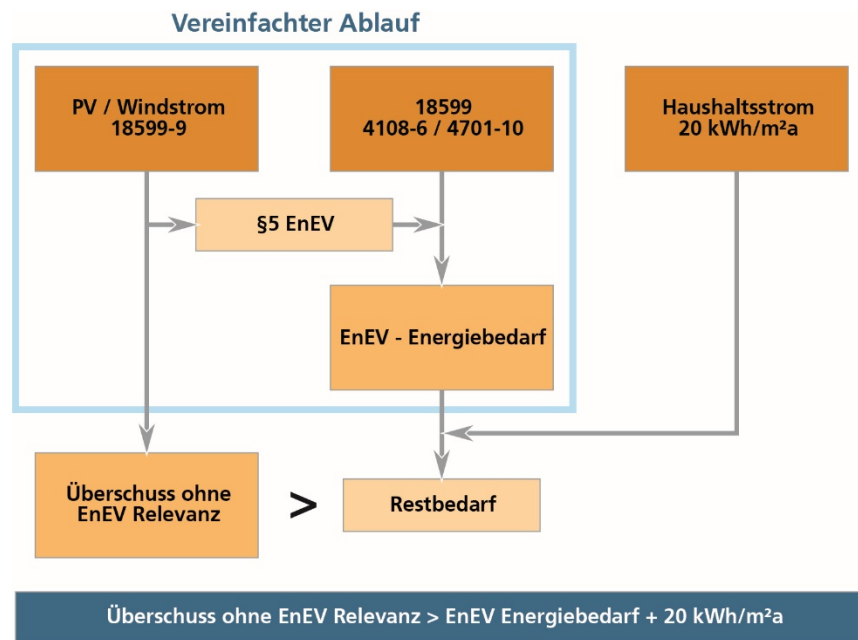 Vereinfachter Ablauf
PV / Windstrom
18599-9
18599
4108-6 / 4701-10
Haushaltsstrom
20 kWh/m²a
§5 EnEV
EnEV - Energiebedarf
Überschuss ohne
EnEV Relevanz
>
Restbedarf
Überschuss ohne EnEV Relevanz > EnEV Energiebedarf + 20 kWh/m²a